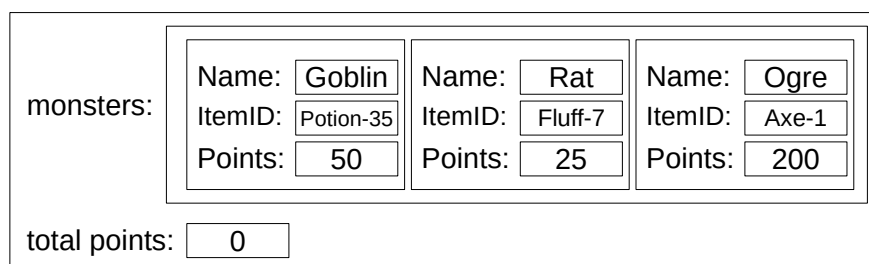 Name: Goblin Name: Rat Name: Ogre
monsters: ItemID: Potion-35 ItemID: Fluff-7 ItemID: Axe-1
Points: 50 Points: 25 Points: 200
total points: 0